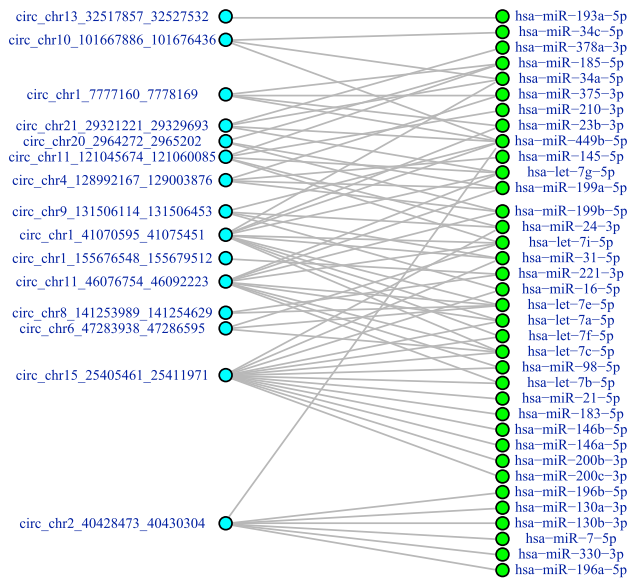 circ_chr13_32517857_32527532
circ_chr10_101667886_101676436
circ_chr1_7777160_7778169
circ_chr21_29321221_29329693
circ_chr20_2964272_2965202
circ_chr11_121045674_121060085
circ_chr4_128992167_129003876
circ_chr9_131506114_131506453
circ_chr1_41070595_41075451
circ_chr1_155676548_155679512
circ_chr11_46076754_46092223
circ_chr8_141253989_141254629
circ_chr6_47283938_47286595
circ_chr15_25405461_25411971
circ_chr2_40428473_40430304
hsa−miR−193a−5p
hsa−miR−34c−5p
hsa−miR−378a−3p
hsa−miR−185−5p
hsa−miR−34a−5p
hsa−miR−375−3p
hsa−miR−210−3p
hsa−miR−23b−3p
hsa−miR−449b−5p
hsa−miR−145−5p
hsa−let−7g−5p
hsa−miR−199a−5p
hsa−miR−199b−5p
hsa−miR−24−3p
hsa−let−7i−5p
hsa−miR−31−5p
hsa−miR−221−3p
hsa−miR−16−5p
hsa−let−7e−5p
hsa−let−7a−5p
hsa−let−7f−5p
hsa−let−7c−5p
hsa−miR−98−5p
hsa−let−7b−5p
hsa−miR−21−5p
hsa−miR−183−5p
hsa−miR−146b−5p
hsa−miR−146a−5p
hsa−miR−200b−3p
hsa−miR−200c−3p
hsa−miR−196b−5p
hsa−miR−130a−3p
hsa−miR−130b−3p
hsa−miR−7−5p
hsa−miR−330−3p
hsa−miR−196a−5p